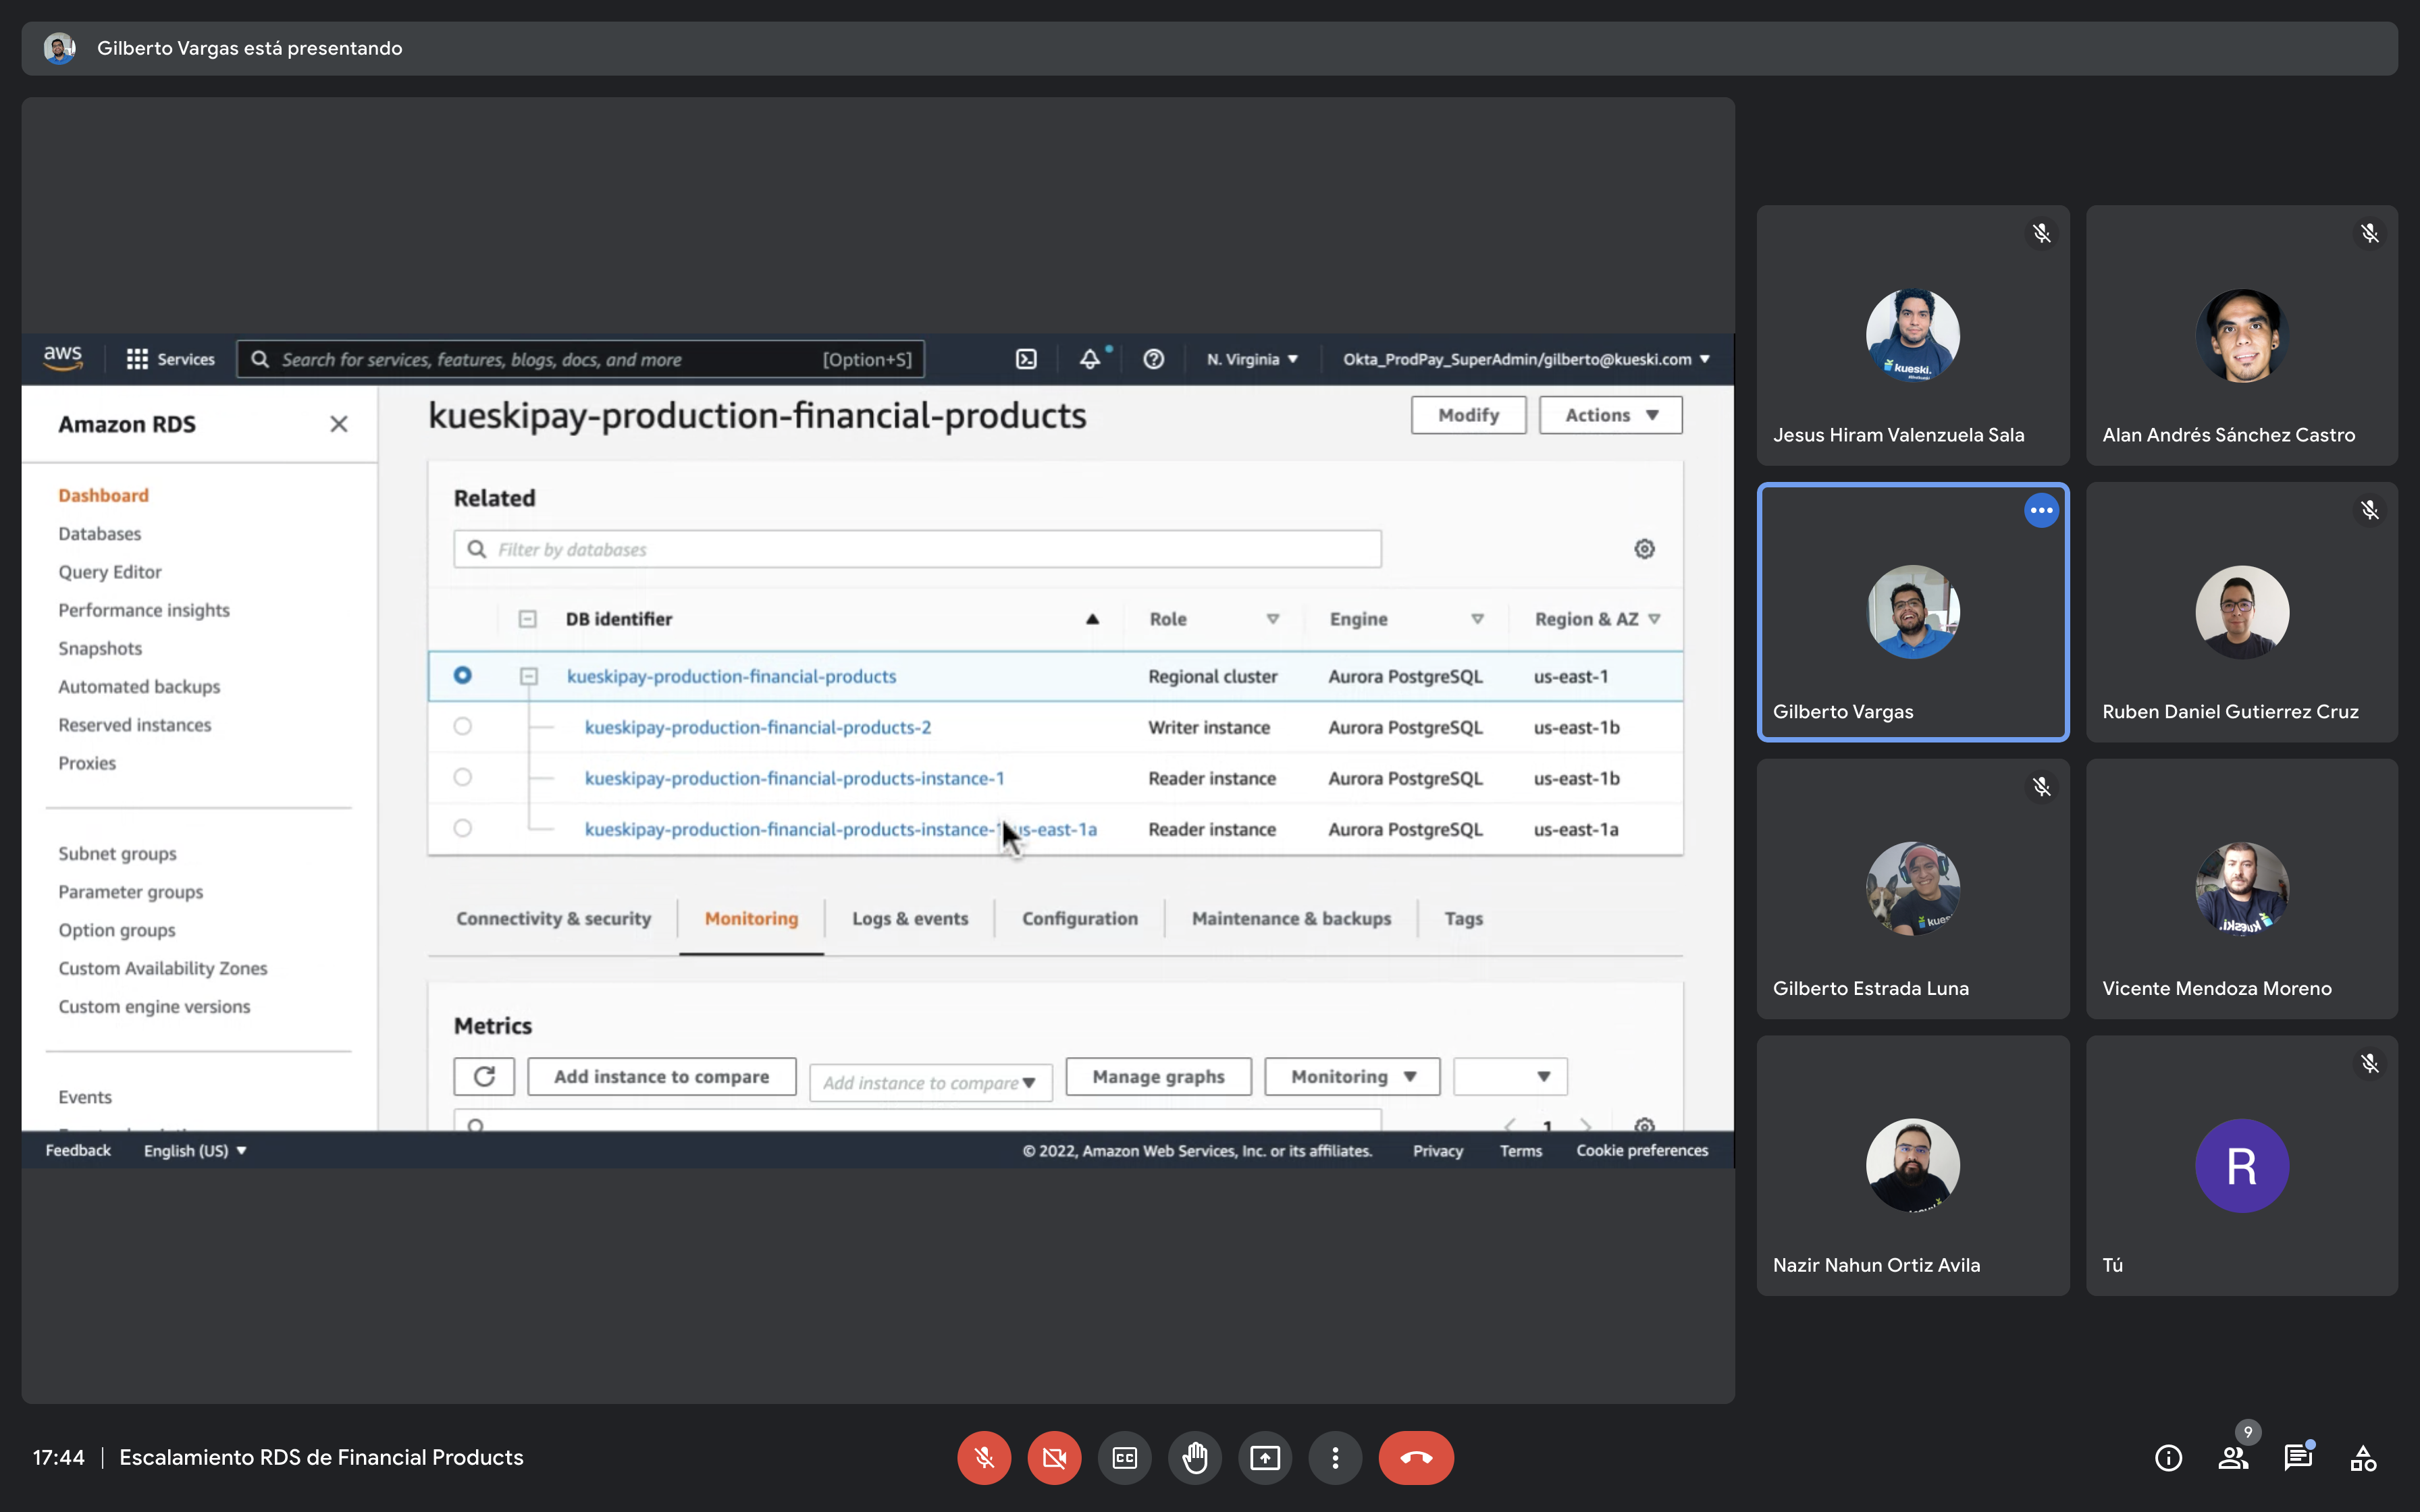 Gilberto Vargas está presentando
aws
Services
Search for services, features, blogs, docs, and more
[Option+S]
N. Virginia
Okta_ProdPay_SuperAdmin/gilberto@kueski.com
Amazon RDS
Dashboard
Databases
Query Editor
Performance insights
Snapshots
Automated backups
Reserved instances
Proxies
Subnet groups
Parameter groups
Option groups
Custom Availability Zones
Custom engine versions
Events
kueskipay-production-financial-products
Modify
Actions
Related
Filter by databases
DB identifier Role Engine Region & AZ
kueskipay-production-financial-products Regional cluster Aurora PostgreSQL us-east-1
kueskipay-production-financial-products-2 Writer instance Aurora PostgreSQL us-east-1b
kueskipay-production-financial-products-instance-1 Reader instance Aurora PostgreSQL us-east-1b
kueskipay-production-financial-products-instance-1-us-east-1a Reader instance Aurora PostgreSQL us-east-1a
Connectivity & security Monitoring Logs & events Configuration Maintenance & backups Tags
Metrics
Add instance to compare
Add instance to compare
Manage graphs
Monitoring
1
Feedback English (US)
© 2022, Amazon Web Services, Inc. or its affiliates. Privacy Terms Cookie preferences
kueski.
Jesus Hiram Valenzuela Sala
Alan Andrés Sánchez Castro
Gilberto Vargas
Ruben Daniel Gutierrez Cruz
Gilberto Estrada Luna
Vicente Mendoza Moreno
Nazir Nahun Ortiz Avila
R
Tú
17:44 | Escalamiento RDS de Financial Products
CC
9